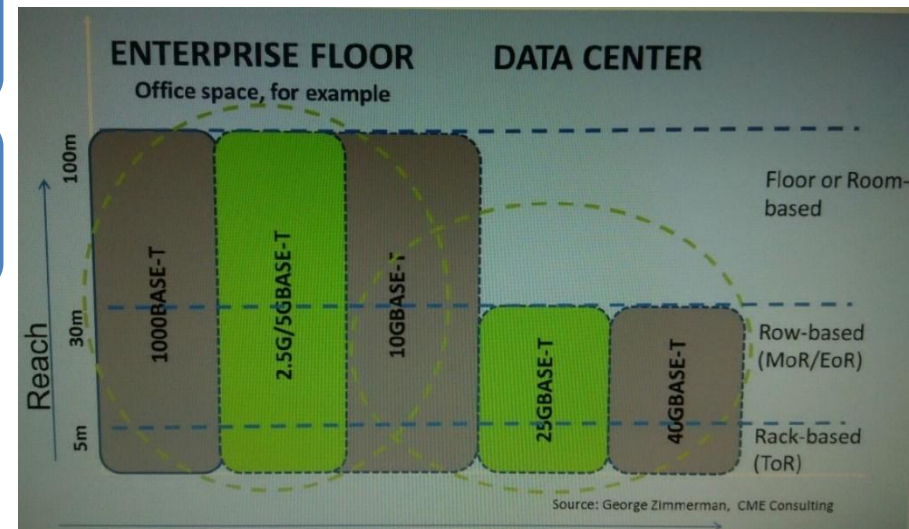 ENTERPRISE FLOOR
Office space, for example
DATA CENTER
Reach
100m
30m
5m
1000BASE-T
2.5G/5GBASE-T
10GBASE-T
25GBASE-T
40GBASE-T
Floor or Room-
based
Row-based
(MoR/EoR)
Rack-based
(ToR)
Source: George Zimmerman, CME Consulting